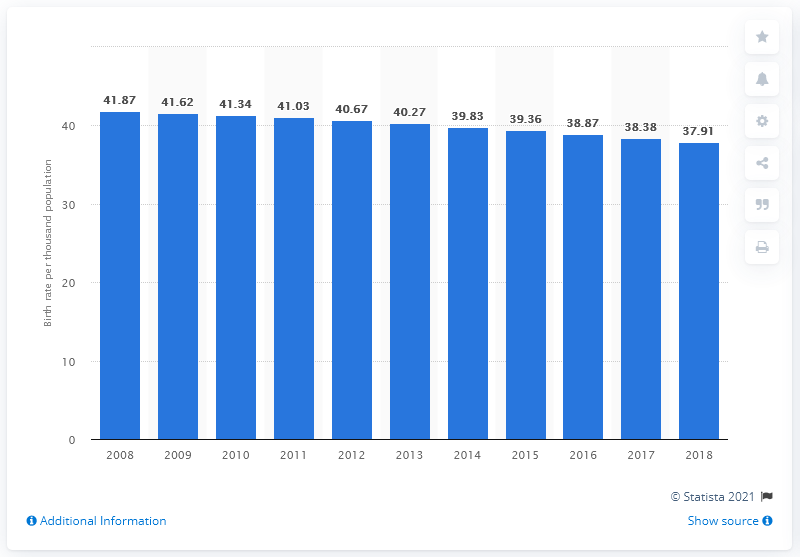 41.87 41.62 41.34 41.03 40.67 40.27 39.83 39.36 38.87 38.38 37.91
Birth rate per thousand population
40
30
20
10
0
2008 2009 2010 2011 2012 2013 2014 2015 2016 2017 2018
© Statista 2021
Additional Information
Show source